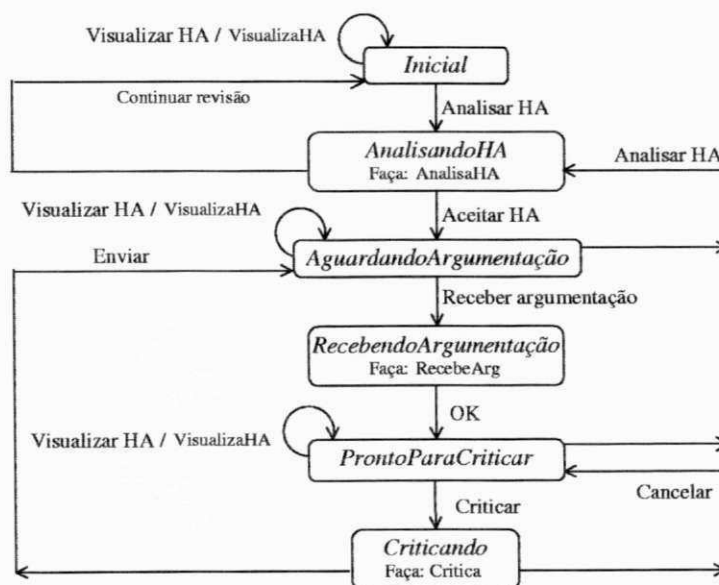 Visualizar HA / VisualizaHA
Inicial
Continuar revisão
Analisar HA
AnalisandoHA
Faça: AnalisaHA
Analisar HA
Visualizar HA / VisualizaHA
Aceitar HA
Enviar
AguardandoArgumentação
Receber argumentação
RecebendoArgumentação
Faça: RecebeArg
OK
Visualizar HA / VisualizaHA
ProntoParaCriticar
Cancelar
Criticar
Criticando
Faça: Critica